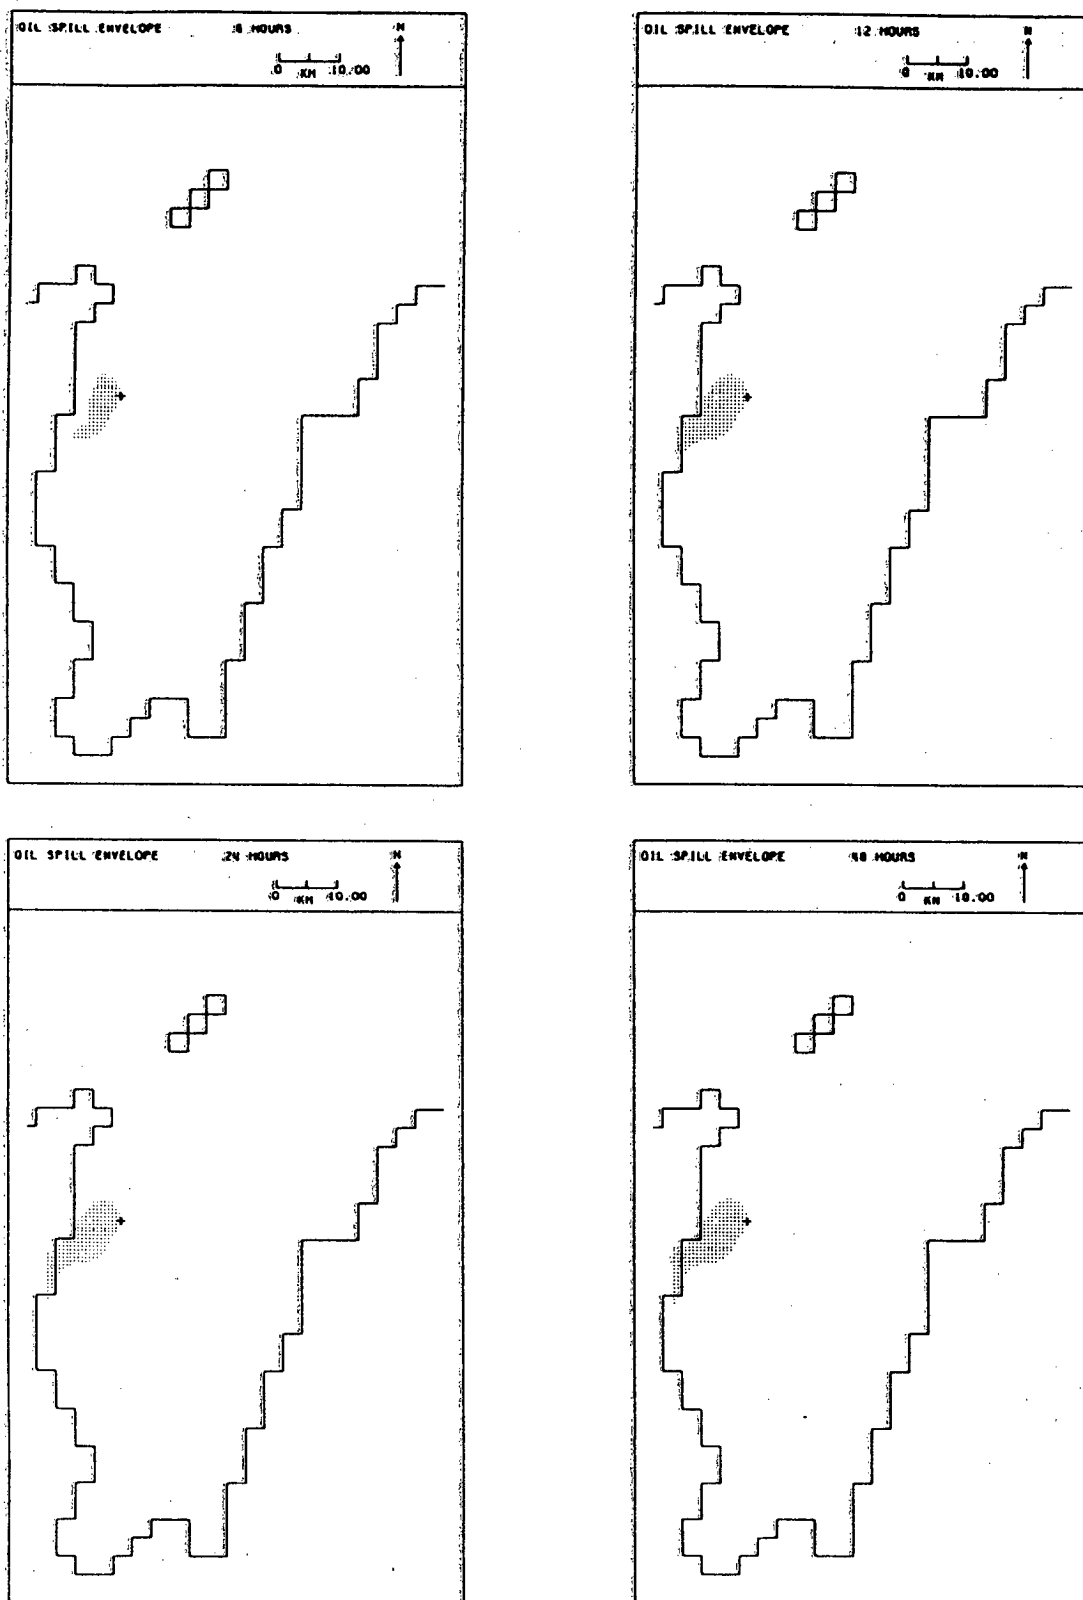 OIL SPILL ENVELOPE 6 HOURS N
0 KM 10.00
OIL SPILL ENVELOPE 12 HOURS N
0 KM 10.00
OIL SPILL ENVELOPE 24 HOURS N
0 KM 10.00
OIL SPILL ENVELOPE 48 HOURS N
0 KM 10.00